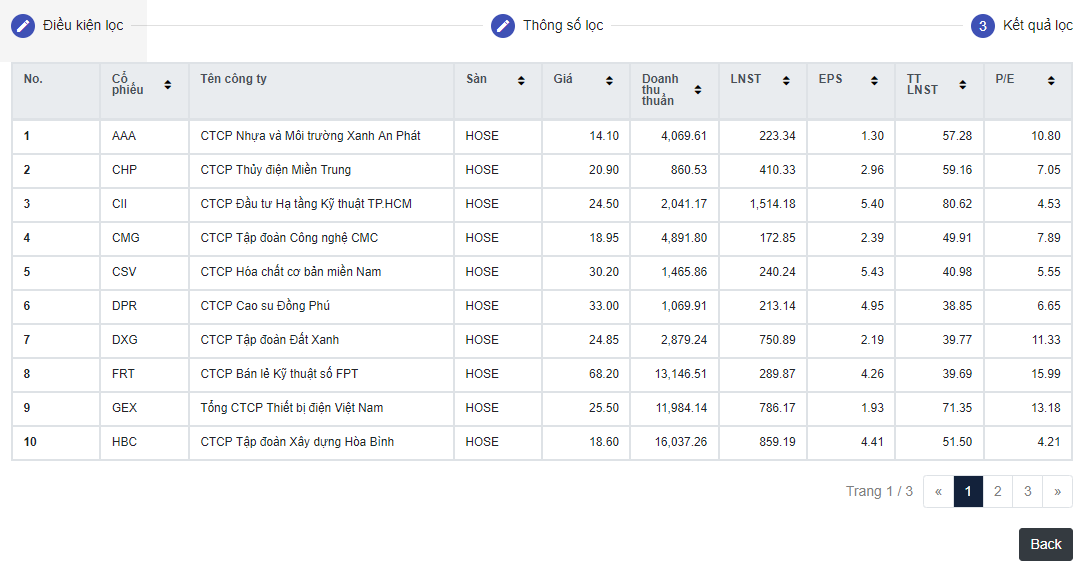 Điều kiện lọc Thông số lọc 3 Kết quả lọc
No. Cổ phiếu Tên công ty Sàn Giá Doanh thu thuần LNST EPS TT LNST P/E
1 AAA CTCP Nhựa và Môi trường Xanh An Phát HOSE 14.10 4,069.61 223.34 1.30 57.28 10.80
2 CHP CTCP Thủy điện Miền Trung HOSE 20.90 860.53 410.33 2.96 59.16 7.05
3 CII CTCP Đầu tư Hạ tầng Kỹ thuật TP.HCM HOSE 24.50 2,041.17 1,514.18 5.40 80.62 4.53
4 CMG CTCP Tập đoàn Công nghệ CMC HOSE 18.95 4,891.80 172.85 2.39 49.91 7.89
5 CSV CTCP Hóa chất cơ bản miền Nam HOSE 30.20 1,465.86 240.24 5.43 40.98 5.55
6 DPR CTCP Cao su Đồng Phú HOSE 33.00 1,069.91 213.14 4.95 38.85 6.65
7 DXG CTCP Tập đoàn Đất Xanh HOSE 24.85 2,879.24 750.89 2.19 39.77 11.33
8 FRT CTCP Bán lẻ Kỹ thuật số FPT HOSE 68.20 13,146.51 289.87 4.26 39.69 15.99
9 GEX Tổng CTCP Thiết bị điện Việt Nam HOSE 25.50 11,984.14 786.17 1.93 71.35 13.18
10 HBC CTCP Tập đoàn Xây dựng Hòa Bình HOSE 18.60 16,037.26 859.19 4.41 51.50 4.21
Trang 1 / 3 « 1 2 3 »
Back